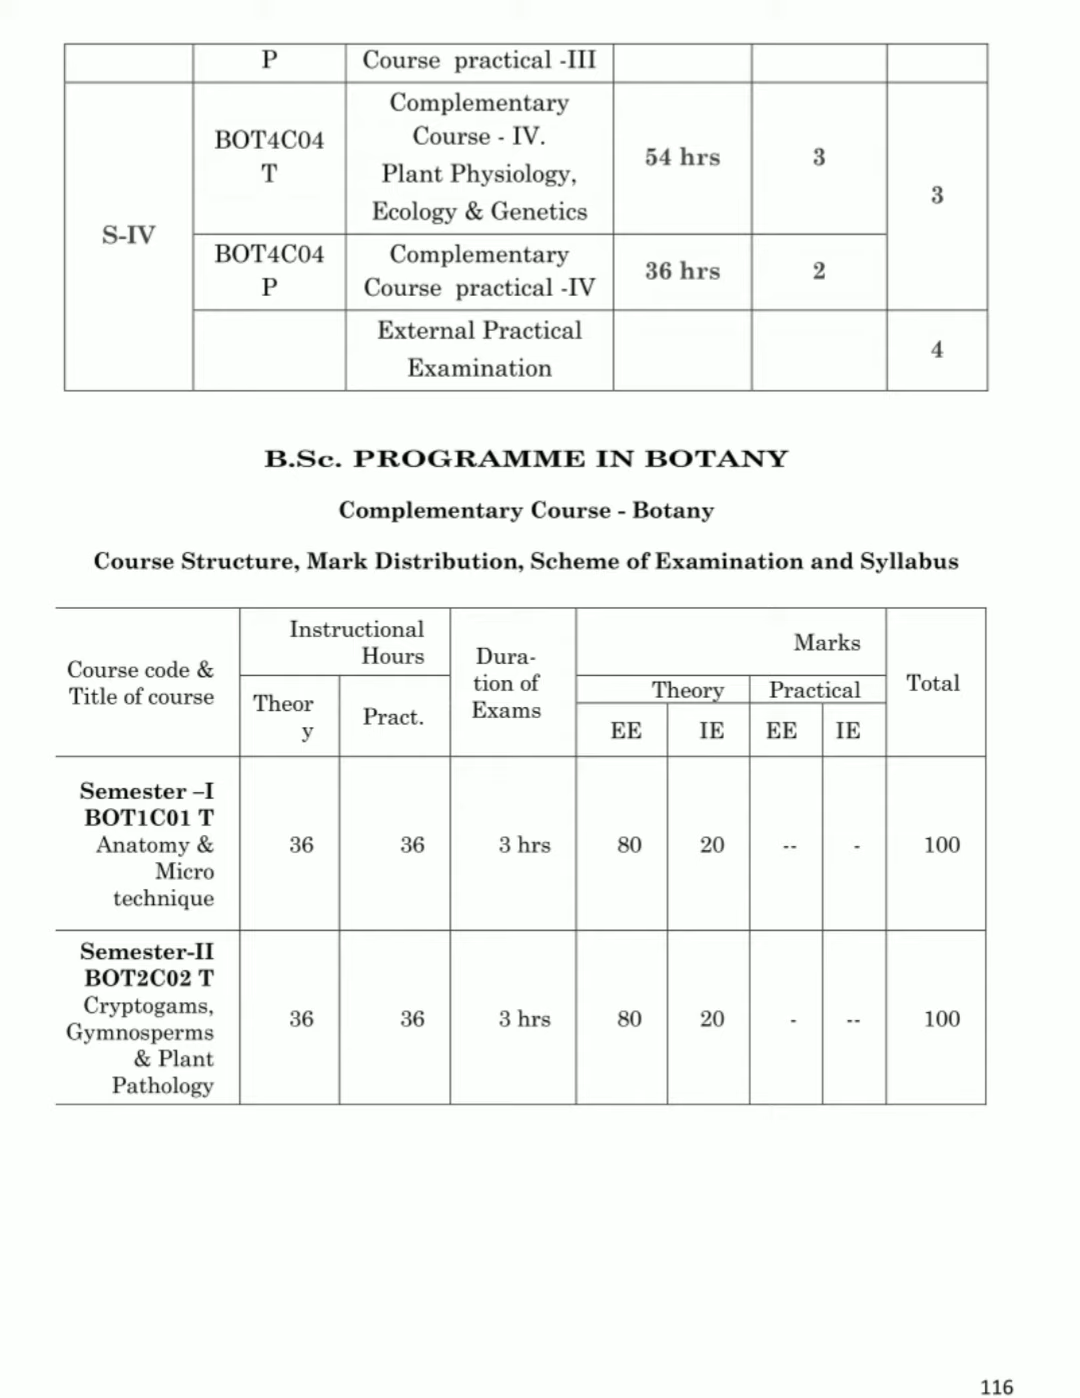 P Course practical -III
S-IV
BOT4C04
T
Complementary
Course - IV.
Plant Physiology,
Ecology & Genetics
54 hrs
3
3
BOT4C04
P
Complementary
Course practical -IV
36 hrs
2
External Practical
Examination
4
B.Sc. PROGRAMME IN BOTANY
Complementary Course - Botany
Course Structure, Mark Distribution, Scheme of Examination and Syllabus
Course code &
Title of course
Instructional
Hours
Theor
y
Pract.
Dura-
tion of
Exams
Marks
Theory Practical
EE IE EE IE
Total
Semester –I
BOT1C01 T
Anatomy &
Micro
technique
36 36 3 hrs 80 20 -- - 100
Semester-II
BOT2C02 T
Cryptogams,
Gymnosperms
& Plant
Pathology
36 36 3 hrs 80 20 - -- 100
116